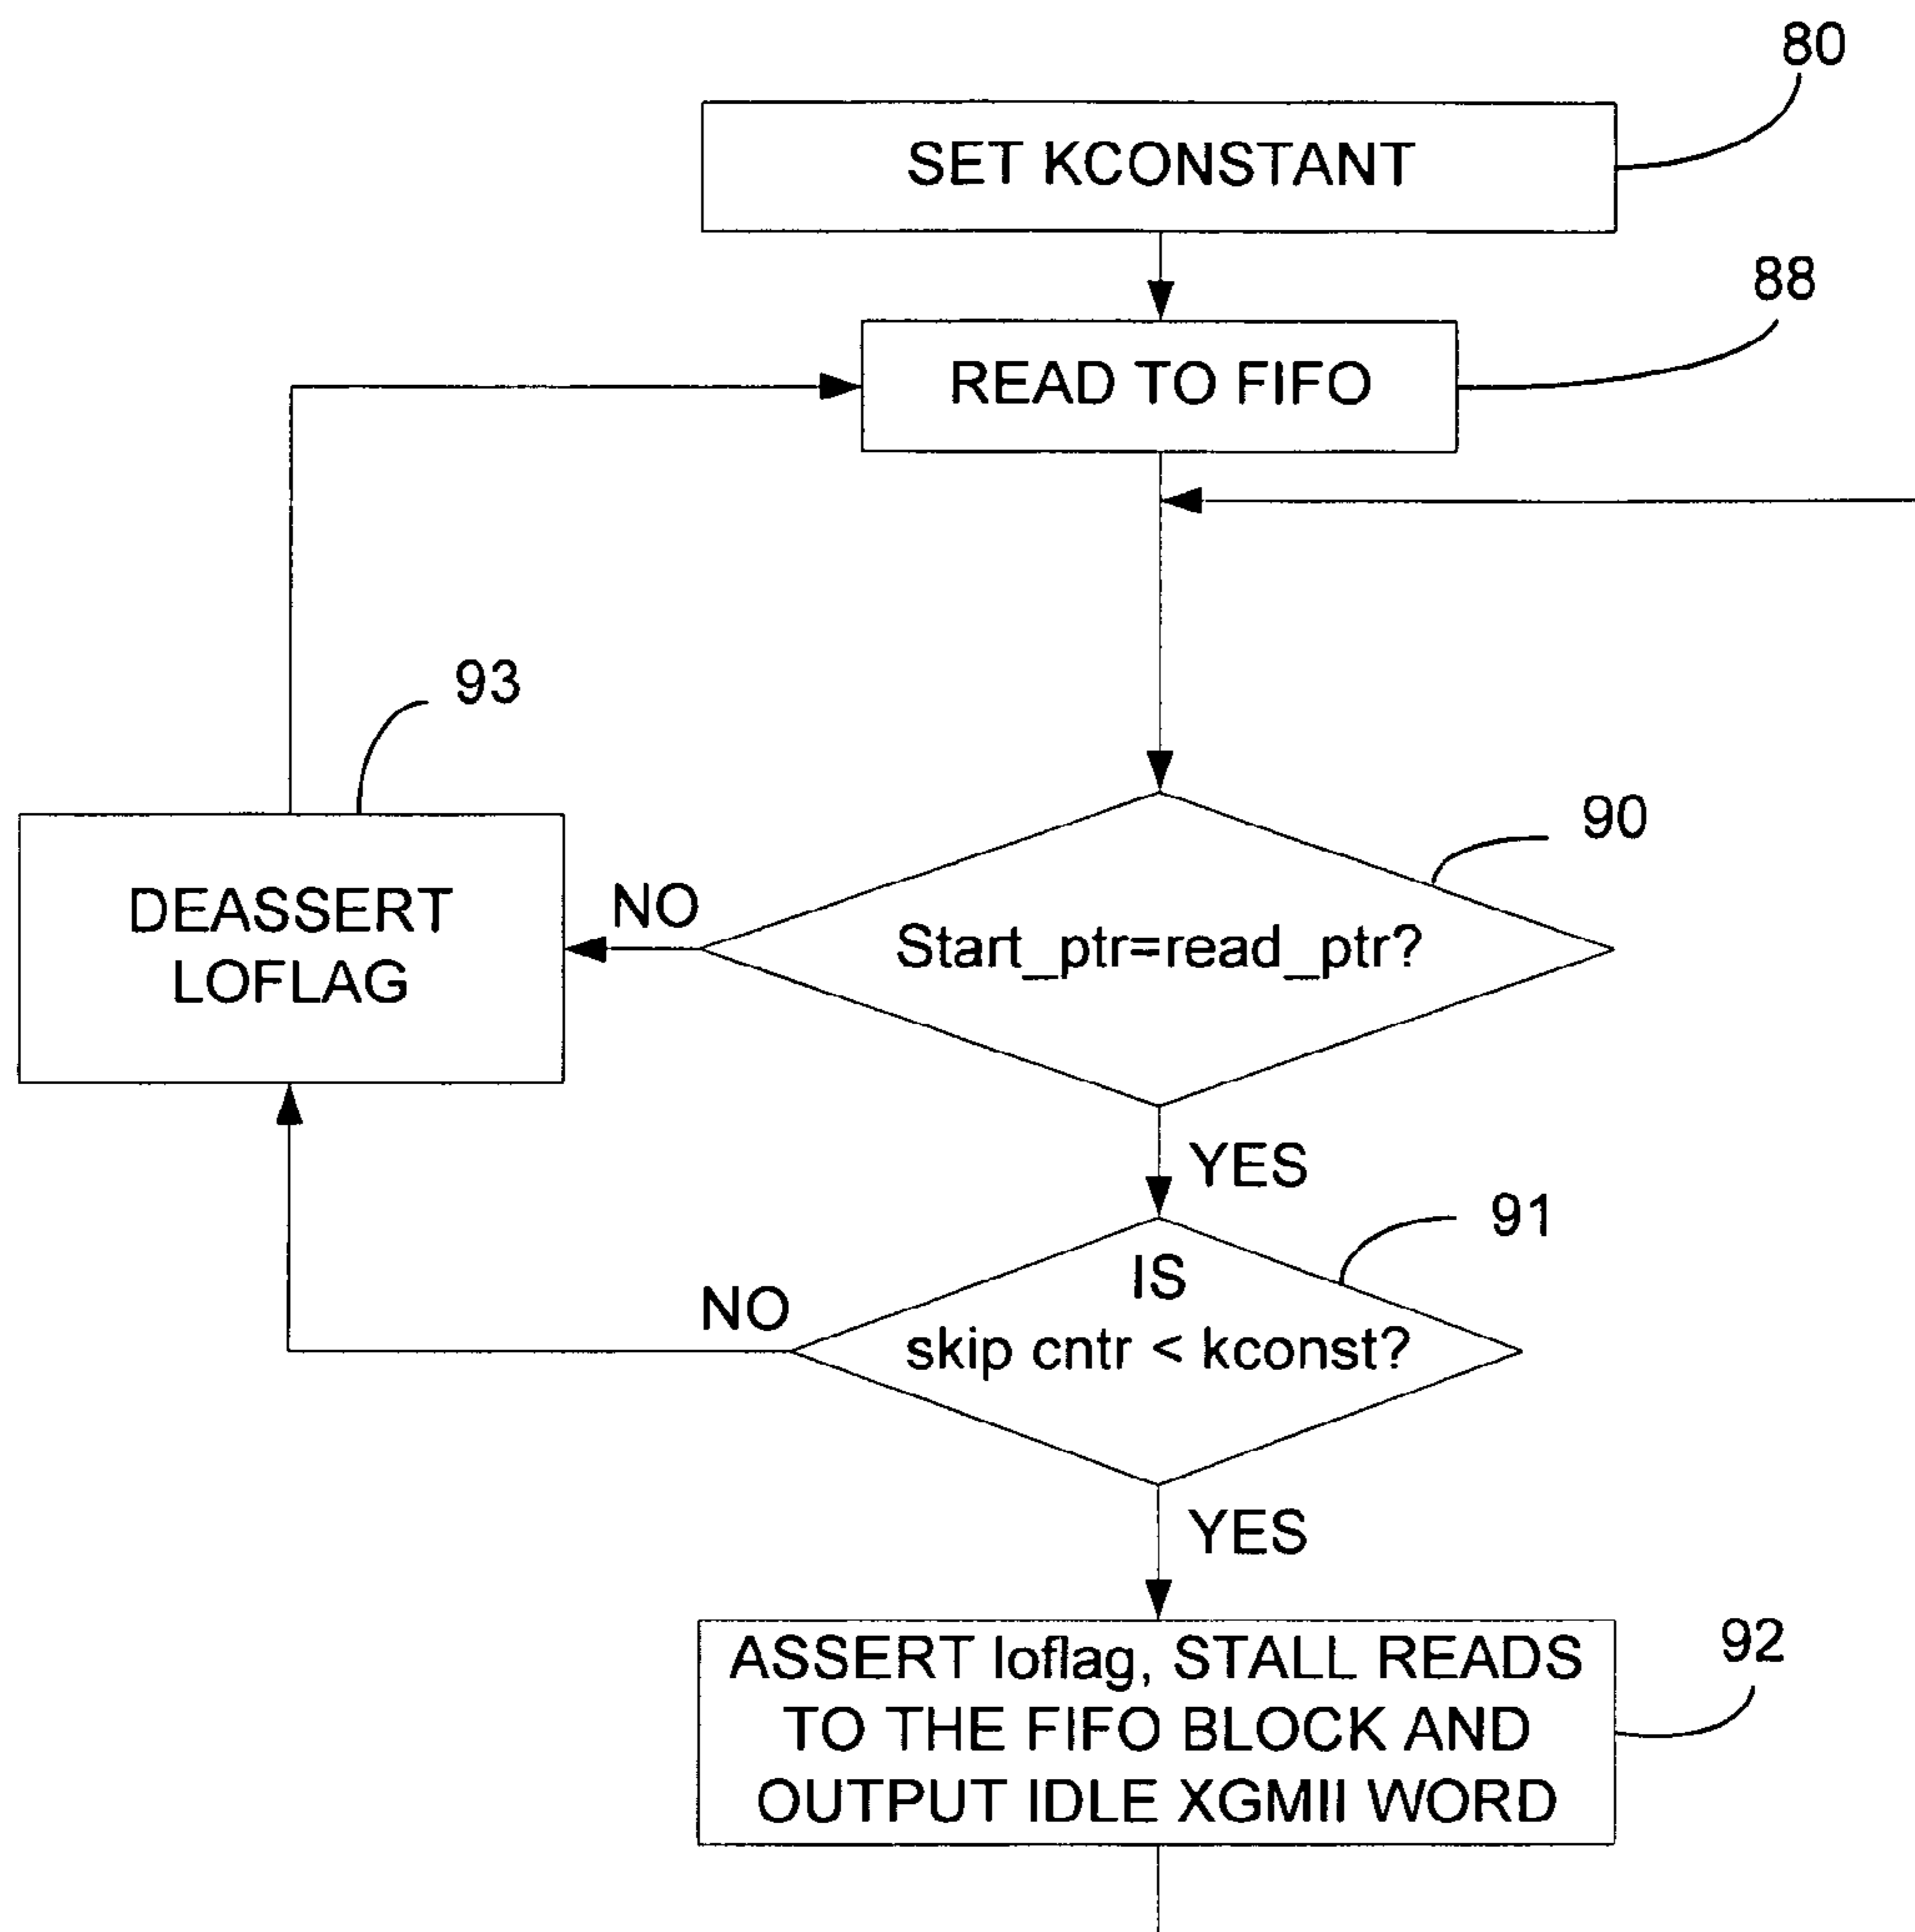 80
SET KCONSTANT
88
READ TO FIFO
93
90
DEASSERT
LOFLAG
NO
Start_ptr=read_ptr?
YES
91
IS
NO
skip cntr < kconst?
YES
92
ASSERT loflag, STALL READS
TO THE FIFO BLOCK AND
OUTPUT IDLE XGMII WORD